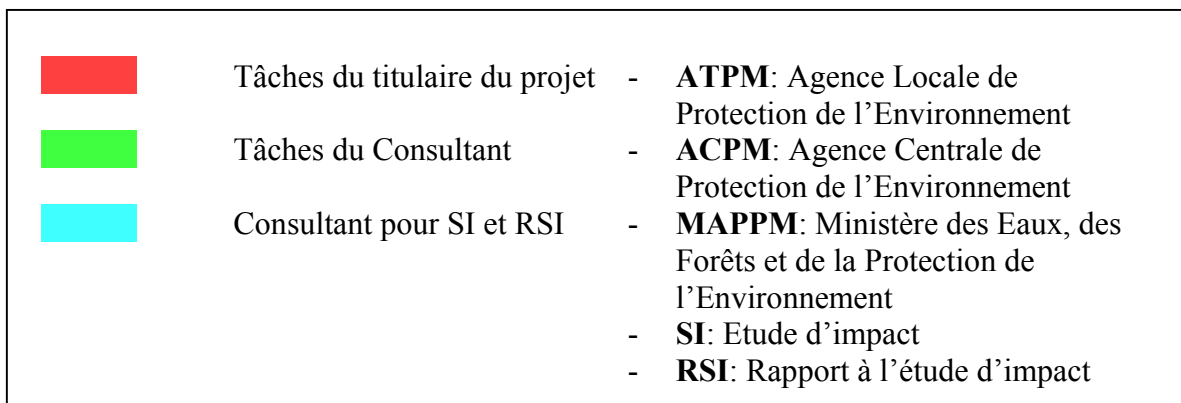 Tâches du titulaire du projet
Tâches du Consultant
Consultant pour SI et RSI
- ATPM: Agence Locale de
Protection de l’Environnement
- ACPM: Agence Centrale de
Protection de l’Environnement
- MAPPM: Ministère des Eaux, des
Forêts et de la Protection de
l’Environnement
- SI: Etude d’impact
- RSI: Rapport à l’étude d’impact